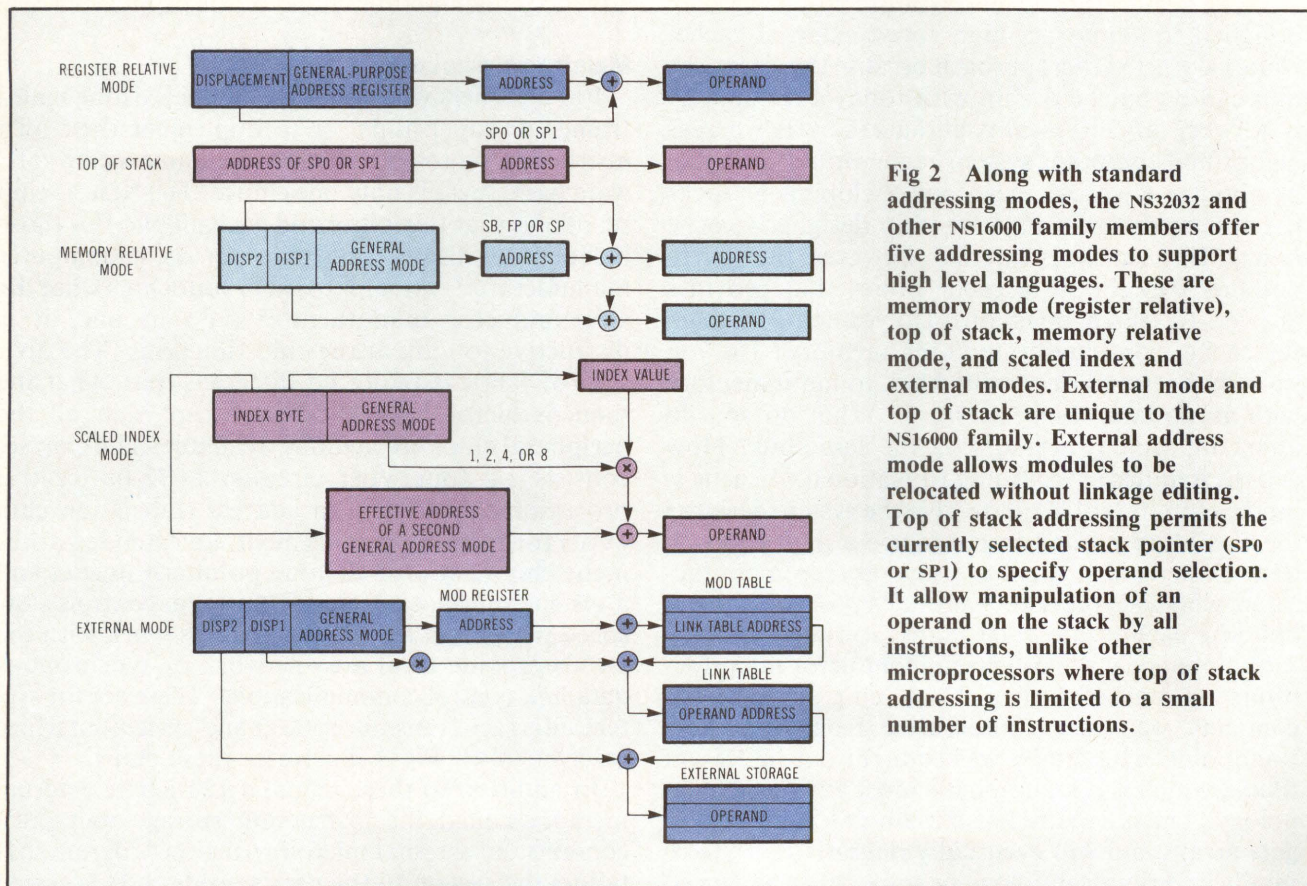 REGISTER RELATIVE
MODE
DISPLACEMENT
GENERAL-PURPOSE
ADDRESS REGISTER
ADDRESS
+
OPERAND
SP0 OR SP1
TOP OF STACK
ADDRESS OF SP0 OR SP1
ADDRESS
OPERAND
MEMORY RELATIVE
MODE
DISP2
DISP1
GENERAL
ADDRESS MODE
SB, FP OR SP
ADDRESS
+
ADDRESS
+
OPERAND
SCALED INDEX
MODE
INDEX BYTE
GENERAL
ADDRESS MODE
INDEX VALUE
1, 2, 4, OR 8
×
EFFECTIVE ADDRESS
OF A SECOND
GENERAL ADDRESS MODE
+
OPERAND
EXTERNAL MODE
DISP2
DISP1
GENERAL
ADDRESS MODE
MOD REGISTER
ADDRESS
+
MOD TABLE
LINK TABLE ADDRESS
×
+
LINK TABLE
OPERAND ADDRESS
+
EXTERNAL STORAGE
OPERAND
Fig 2 Along with standard
addressing modes, the NS32032 and
other NS16000 family members offer
five addressing modes to support
high level languages. These are
memory mode (register relative),
top of stack, memory relative
mode, and scaled index and
external modes. External mode and
top of stack are unique to the
NS16000 family. External address
mode allows modules to be
relocated without linkage editing.
Top of stack addressing permits the
currently selected stack pointer (SP0
or SP1) to specify operand selection.
It allow manipulation of an
operand on the stack by all
instructions, unlike other
microprocessors where top of stack
addressing is limited to a small
number of instructions.